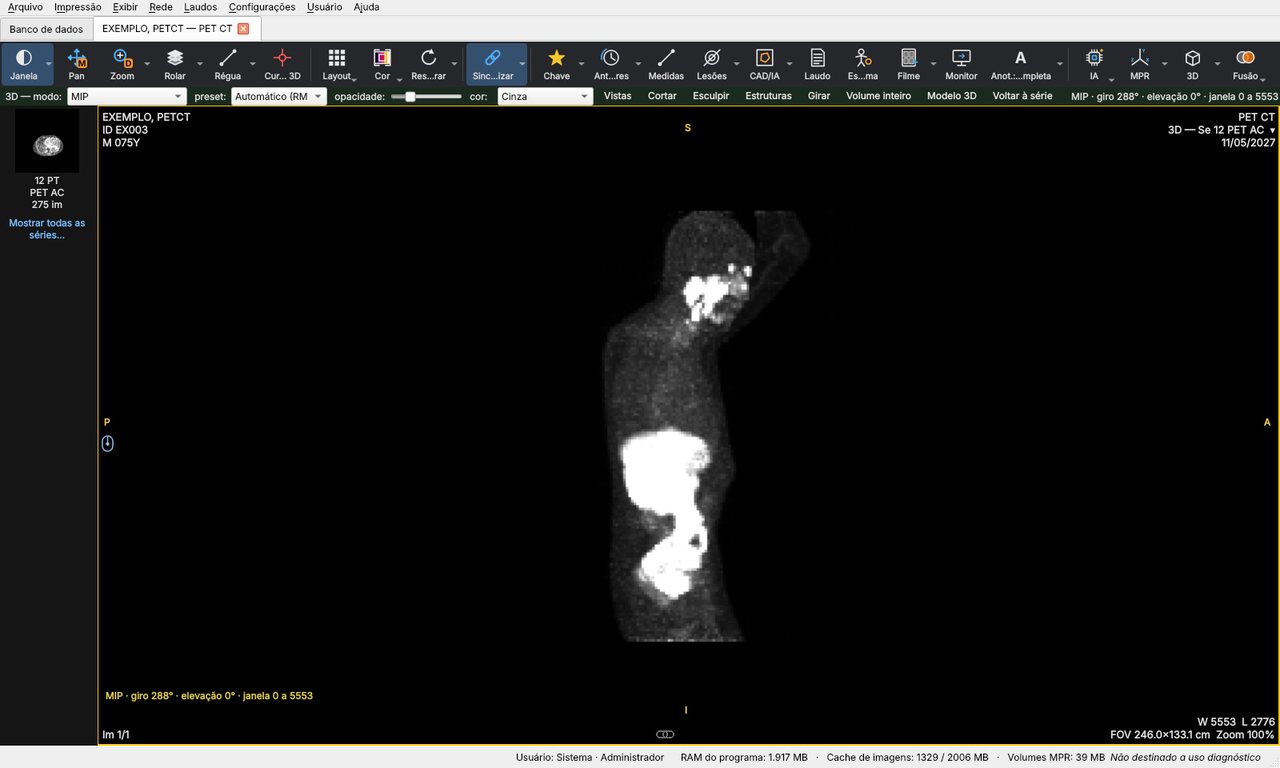 Arquivo Impressão Exibir Rede Laudos Configurações Usuário Ajuda
Banco de dados EXEMPLO, PETCT — PET CT
Janela Pan Zoom Rolar Régua Cur... 3D Layout Cor Res...rar Sinc...izar Chave Ant...res Medidas Lesões CAD/IA Laudo Es...ma Filme Monitor Anot....mpleta IA MPR 3D Fusão
3D — modo: MIP preset: Automático (RM opacidade: cor: Cinza Vistas Cortar Esculpir Estruturas Girar Volume inteiro Modelo 3D Voltar à série MIP · giro 288° · elevação 0° · janela 0 a 5553
12 PT
PET AC
275 im
Mostrar todas as
séries...
EXEMPLO, PETCT
ID EX003
M 075Y
S
PET CT
3D — Se 12 PET AC
11/05/2027
P
A
MIP · giro 288° · elevação 0° · janela 0 a 5553
I
Im 1/1
W 5553 L 2776
FOV 246.0×133.1 cm Zoom 100%
Usuário: Sistema · Administrador RAM do programa: 1.917 MB · Cache de imagens: 1329 / 2006 MB · Volumes MPR: 39 MB Não destinado a uso diagnóstico